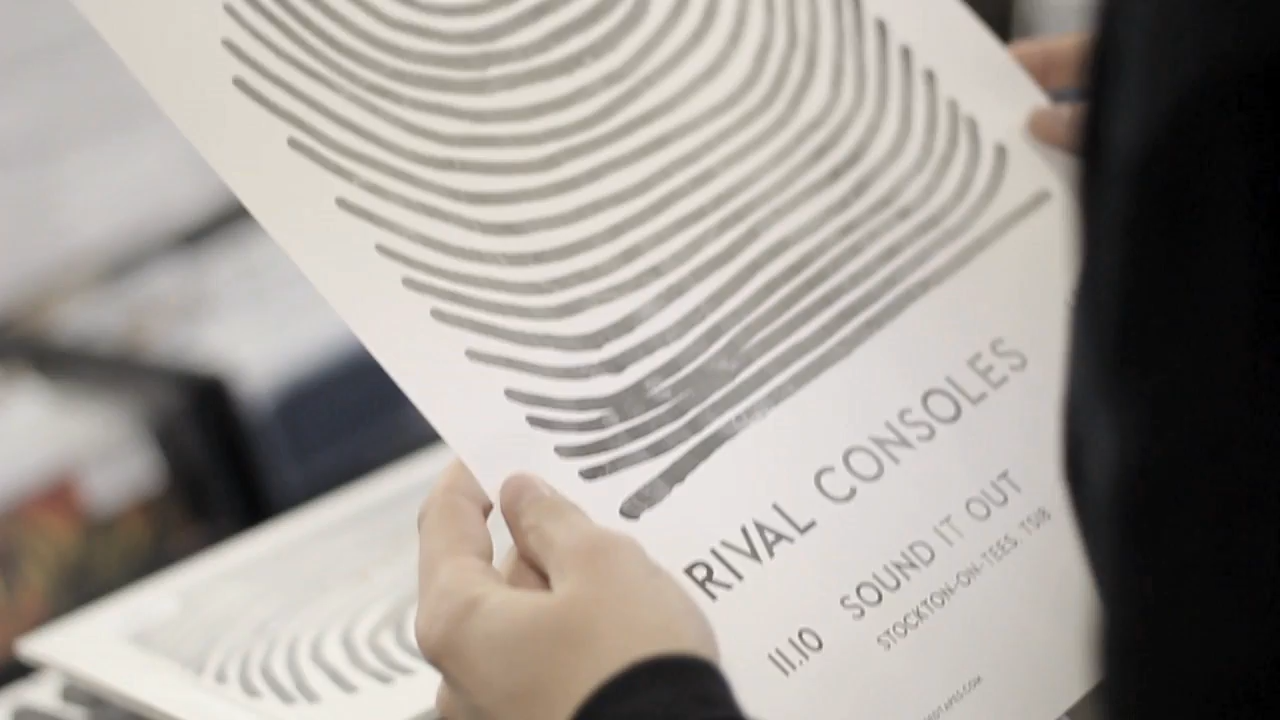 RIVAL CONSOLES
11.10 SOUND IT OUT
STOCKTON-ON-TEES TS18